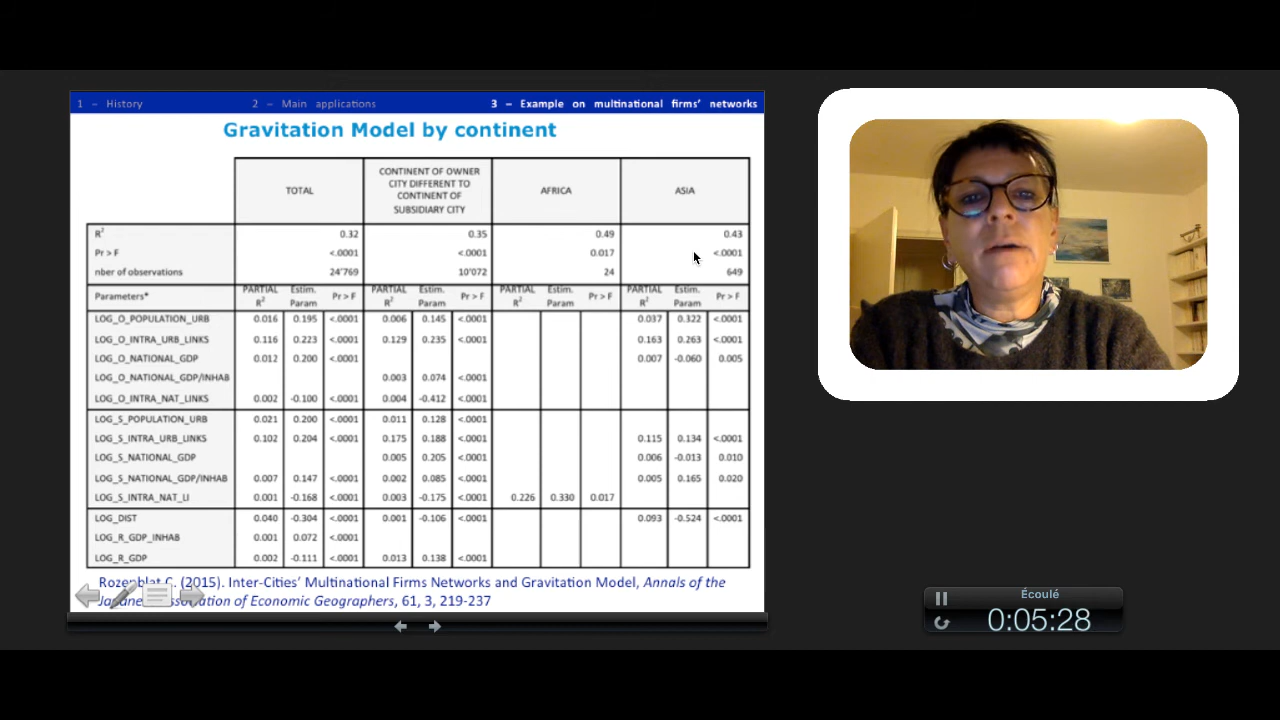 1 – History 2 – Main applications 3 – Example on multinational firms' networks
Gravitation Model by continent
TOTAL CONTINENT OF OWNER CITY DIFFERENT TO CONTINENT OF SUBSIDIARY CITY AFRICA ASIA
R² 0.32 0.35 0.49 0.43
Pr > F <.0001 <.0001 0.017 <.0001
nber of observations 24'769 10'072 24 649
Parameters* PARTIAL R² Estim. Param Pr > F PARTIAL R² Estim. Param Pr > F PARTIAL R² Estim. Param Pr > F PARTIAL R² Estim. Param Pr > F
LOG_O_POPULATION_URB 0.016 0.195 <.0001 0.006 0.145 <.0001 0.037 0.322 <.0001
LOG_O_INTRA_URB_LINKS 0.116 0.223 <.0001 0.129 0.235 <.0001 0.163 0.263 <.0001
LOG_O_NATIONAL_GDP 0.012 0.200 <.0001 0.007 -0.060 0.005
LOG_O_NATIONAL_GDP/INHAB 0.003 0.074 <.0001
LOG_O_INTRA_NAT_LINKS 0.002 -0.100 <.0001 0.004 -0.412 <.0001
LOG_S_POPULATION_URB 0.021 0.200 <.0001 0.011 0.128 <.0001
LOG_S_INTRA_URB_LINKS 0.102 0.204 <.0001 0.175 0.188 <.0001 0.115 0.134 <.0001
LOG_S_NATIONAL_GDP 0.005 0.205 <.0001 0.006 -0.013 0.010
LOG_S_NATIONAL_GDP/INHAB 0.007 0.147 <.0001 0.002 0.085 <.0001 0.005 0.165 0.020
LOG_S_INTRA_NAT_LI 0.001 -0.168 <.0001 0.003 -0.175 <.0001 0.226 0.330 0.017
LOG_DIST 0.040 -0.304 <.0001 0.001 -0.106 <.0001 0.093 -0.524 <.0001
LOG_R_GDP_INHAB 0.001 0.072 <.0001
LOG_R_GDP 0.002 -0.111 <.0001 0.013 0.138 <.0001
Rozenblat C. (2015). Inter-Cities' Multinational Firms Networks and Gravitation Model, Annals of the
of Economic Geographers, 61, 3, 219-237
Écoulé
0:05:28